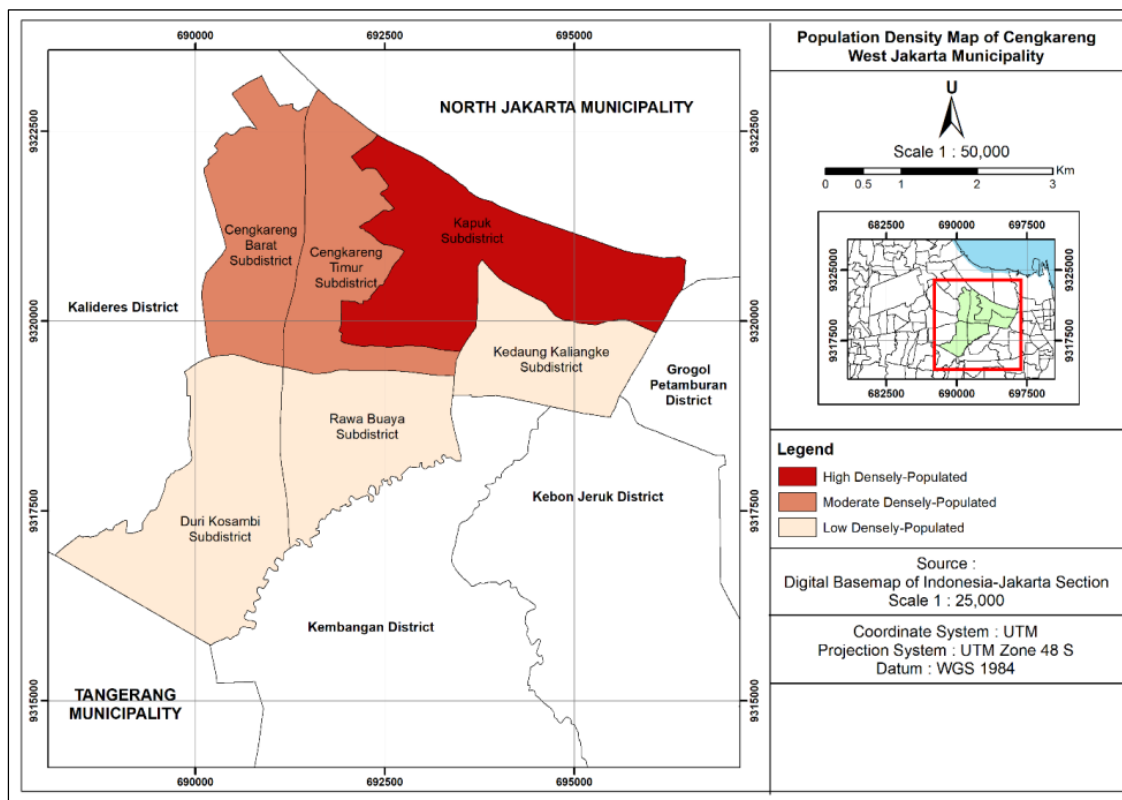 690000
692500
695000
NORTH JAKARTA MUNICIPALITY
9322500
9322500
Kapuk
Subdistrict
Cengkareng
Barat
Subdistrict
Cengkareng
Timur
Subdistrict
Kalideres District
9320000
9320000
Kedaung Kaliangke
Subdistrict
Grogol
Petamburan
District
Rawa Buaya
Subdistrict
Kebon Jeruk District
9317500
9317500
Duri Kosambi
Subdistrict
Kembangan District
TANGERANG
MUNICIPALITY
9315000
9315000
690000
692500
695000
Population Density Map of Cengkareng
West Jakarta Municipality
U
Scale 1 : 50,000
Km
0 0.5 1 2 3
682500 690000 697500
9325000
9325000
9317500
9317500
682500 690000 697500
Legend
High Densely-Populated
Moderate Densely-Populated
Low Densely-Populated
Source :
Digital Basemap of Indonesia-Jakarta Section
Scale 1 : 25,000
Coordinate System : UTM
Projection System : UTM Zone 48 S
Datum : WGS 1984